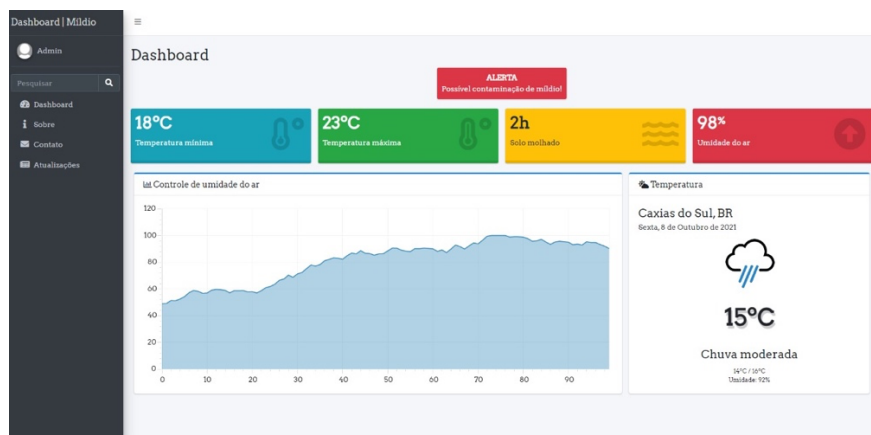 Dashboard | Míldio
Admin
Pesquisar
Dashboard
Sobre
Contato
Atualizações
Dashboard
ALERTA
Possível contaminação de míldio!
18°C
Temperatura mínima
23°C
Temperatura máxima
2h
Solo molhado
98%
Umidade do ar
Controle de umidade do ar
120
100
80
60
40
20
0
0 10 20 30 40 50 60 70 80 90
Temperatura
Caxias do Sul, BR
Sexta, 8 de Outubro de 2021
15°C
Chuva moderada
14°C / 16°C
Umidade: 92%